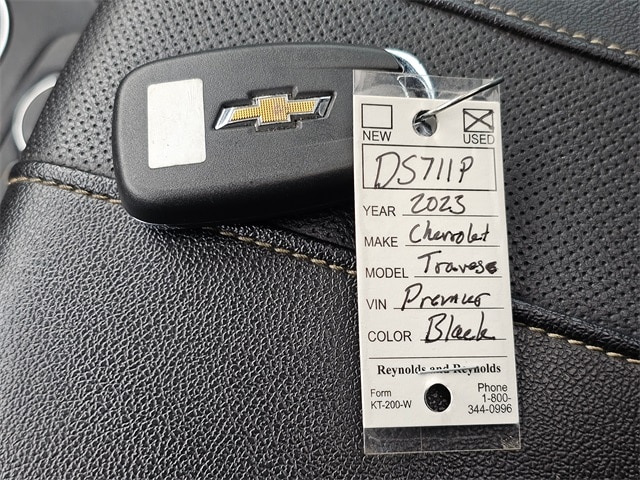 NEW USED
DS711P
YEAR 2023
MAKE Chevrolet
MODEL Traverse
VIN Premier
COLOR Black
Reynolds and Reynolds
Form
KT-200-W
Phone
1-800-
344-0996